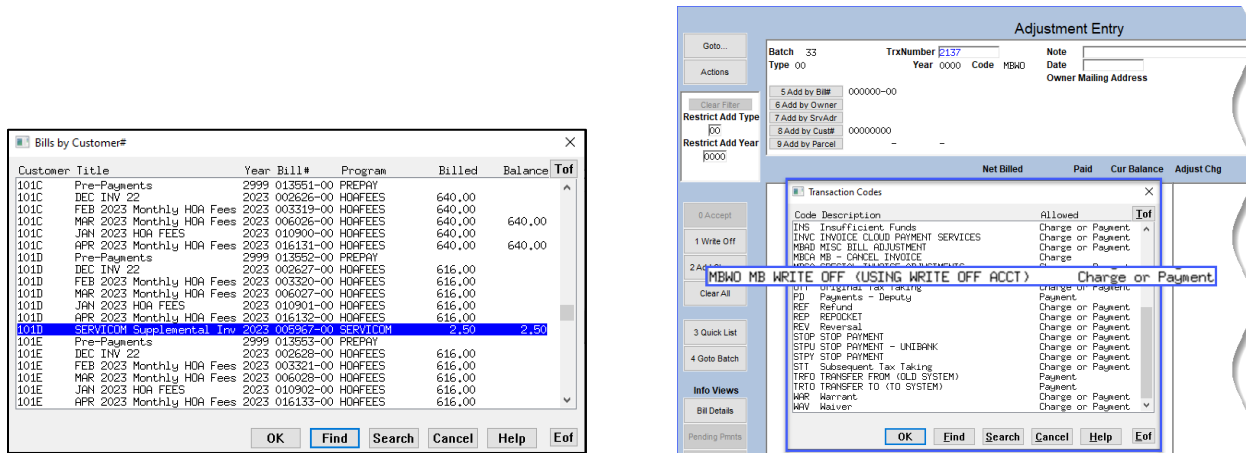 Bills by Customer#
Customer Title Year Bill# Program Billed Balance Tof
101C Pre-Payments 2999 013551-00 PREPAY
101C DEC INV 22 2023 002626-00 HOAFEES 640.00
101C FEB 2023 Monthly HOA Fees 2023 003319-00 HOAFEES 640.00
101C MAR 2023 Monthly HOA Fees 2023 006026-00 HOAFEES 640.00 640.00
101C JAN 2023 HOA FEES 2023 010900-00 HOAFEES 640.00
101C APR 2023 Monthly HOA Fees 2023 016131-00 HOAFEES 640.00 640.00
101D Pre-Payments 2999 013552-00 PREPAY
101D DEC INV 22 2023 002627-00 HOAFEES 616.00
101D FEB 2023 Monthly HOA Fees 2023 003320-00 HOAFEES 616.00
101D MAR 2023 Monthly HOA Fees 2023 006027-00 HOAFEES 616.00
101D JAN 2023 HOA FEES 2023 010901-00 HOAFEES 616.00
101D APR 2023 Monthly HOA Fees 2023 016132-00 HOAFEES 616.00
101D SERVICOM Supplemental Inv 2023 005967-00 SERVICOM 2.50 2.50
101E Pre-Payments 2999 013553-00 PREPAY
101E DEC INV 22 2023 002628-00 HOAFEES 616.00
101E FEB 2023 Monthly HOA Fees 2023 003321-00 HOAFEES 616.00
101E MAR 2023 Monthly HOA Fees 2023 006028-00 HOAFEES 616.00
101E JAN 2023 HOA FEES 2023 010902-00 HOAFEES 616.00
101E APR 2023 Monthly HOA Fees 2023 016133-00 HOAFEES 616.00
OK Find Search Cancel Help Eof
Adjustment Entry
Goto...
Actions
Clear Filter
Restrict Add Type
00
Restrict Add Year
0000
0 Accept
1 Write Off
Clear All
3 Quick List
4 Goto Batch
Info Views
Bill Details
Pending Pmnts
Batch 33 TrxNumber 2137 Note
Type 00 Year 0000 Code MBWO Date
Owner Mailing Address
5 Add by Bill# 000000-00
6 Add by Owner
7 Add by SrvAdr
8 Add by Cust# 00000000
9 Add by Parcel - -
Net Billed Paid Cur Balance Adjust Chg
Transaction Codes
Code Description Allowed Tof
INS Insufficient Funds Charge or Payment
INVC INVOICE CLOUD PAYMENT SERVICES Charge or Payment
MBAD MISC BILL ADJUSTMENT Charge or Payment
MBCA MB - CANCEL INVOICE Charge
MBWO MB WRITE OFF (USING WRITE OFF ACCT) Charge or Payment
PD Payments - Deputy Payment
REF Refund Charge or Payment
REP REPOCKET Charge or Payment
REV Reversal Charge or Payment
STOP STOP PAYMENT Charge or Payment
STPU STOP PAYMENT - UNIBANK Charge or Payment
STPY STOP PAYMENT Charge or Payment
STT Subsequent Tax Taking Charge or Payment
TRFO TRANSFER FROM (OLD SYSTEM) Payment
TRTO TRANSFER TO (TO SYSTEM) Payment
WAR Warrant Charge or Payment
WAV Waiver Charge or Payment
OK Find Search Cancel Help Eof